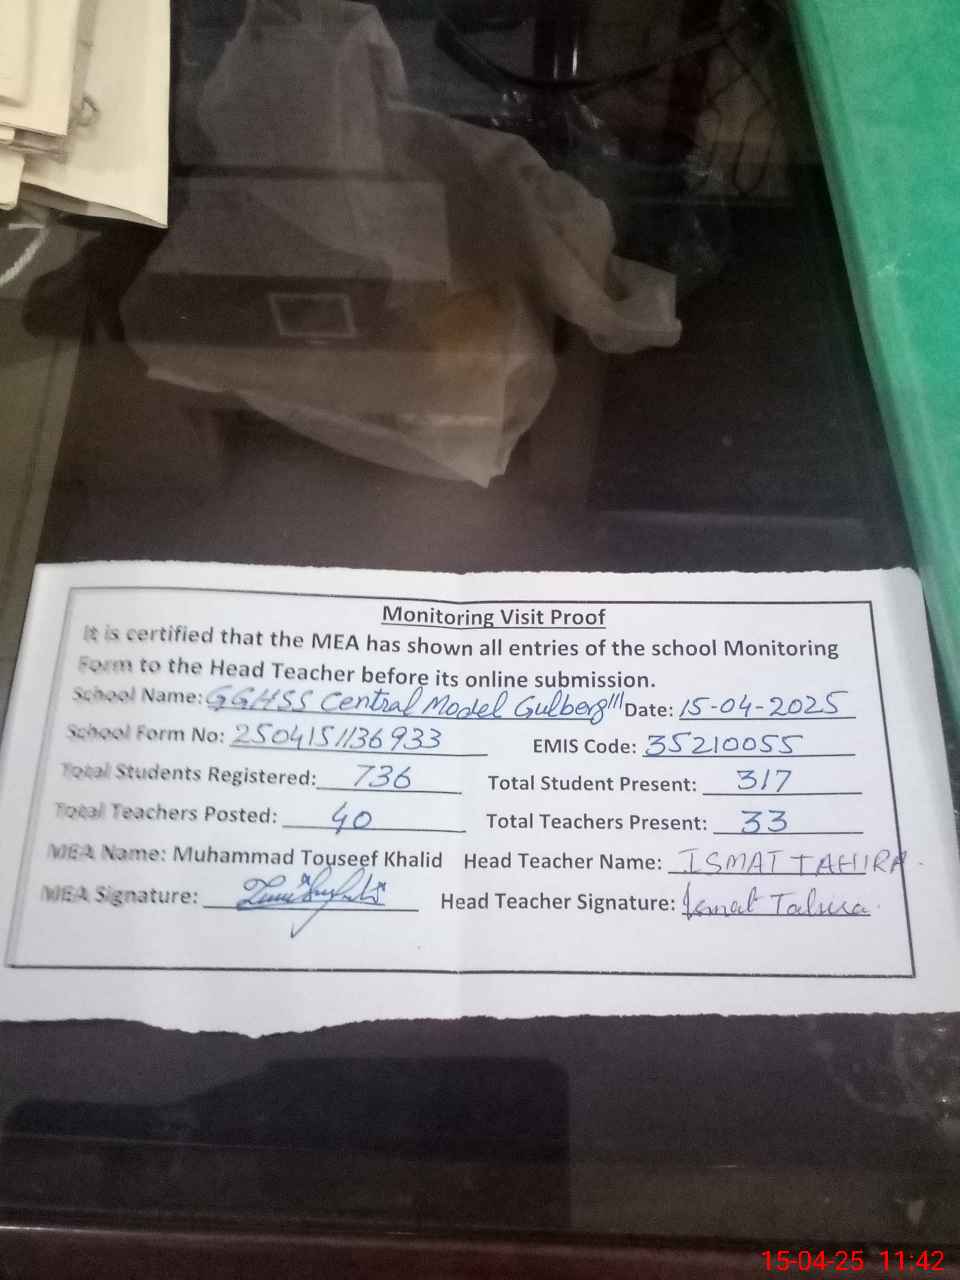 Monitoring Visit Proof
It is certified that the MEA has shown all entries of the school Monitoring
Form to the Head Teacher before its online submission.
School Name: GGHSS Central Model Gulberg III Date: 15-04-2025
School Form No: 2504151136933 EMIS Code: 35210055
Total Students Registered: 736 Total Student Present: 317
Total Teachers Posted: 40 Total Teachers Present: 33
MEA Name: Muhammad Touseef Khalid Head Teacher Name: ISMAT TAHIRA.
MEA Signature: Head Teacher Signature: Ismat Tahira.
15-04-25 11:42